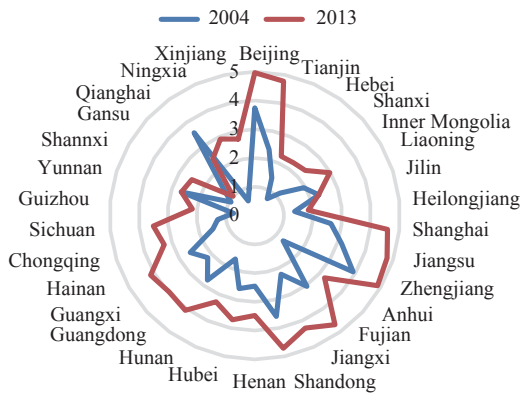 2004 2013
Beijing
Tianjin
Hebei
Shanxi
Inner Mongolia
Liaoning
Jilin
Heilongjiang
Shanghai
Jiangsu
Zhengjiang
Anhui
Fujian
Jiangxi
Shandong
Henan
Hubei
Hunan
Guangdong
Guangxi
Hainan
Chongqing
Sichuan
Guizhou
Yunnan
Shannxi
Gansu
Qianghai
Ningxia
Xinjiang
5
4
3
2
1
0